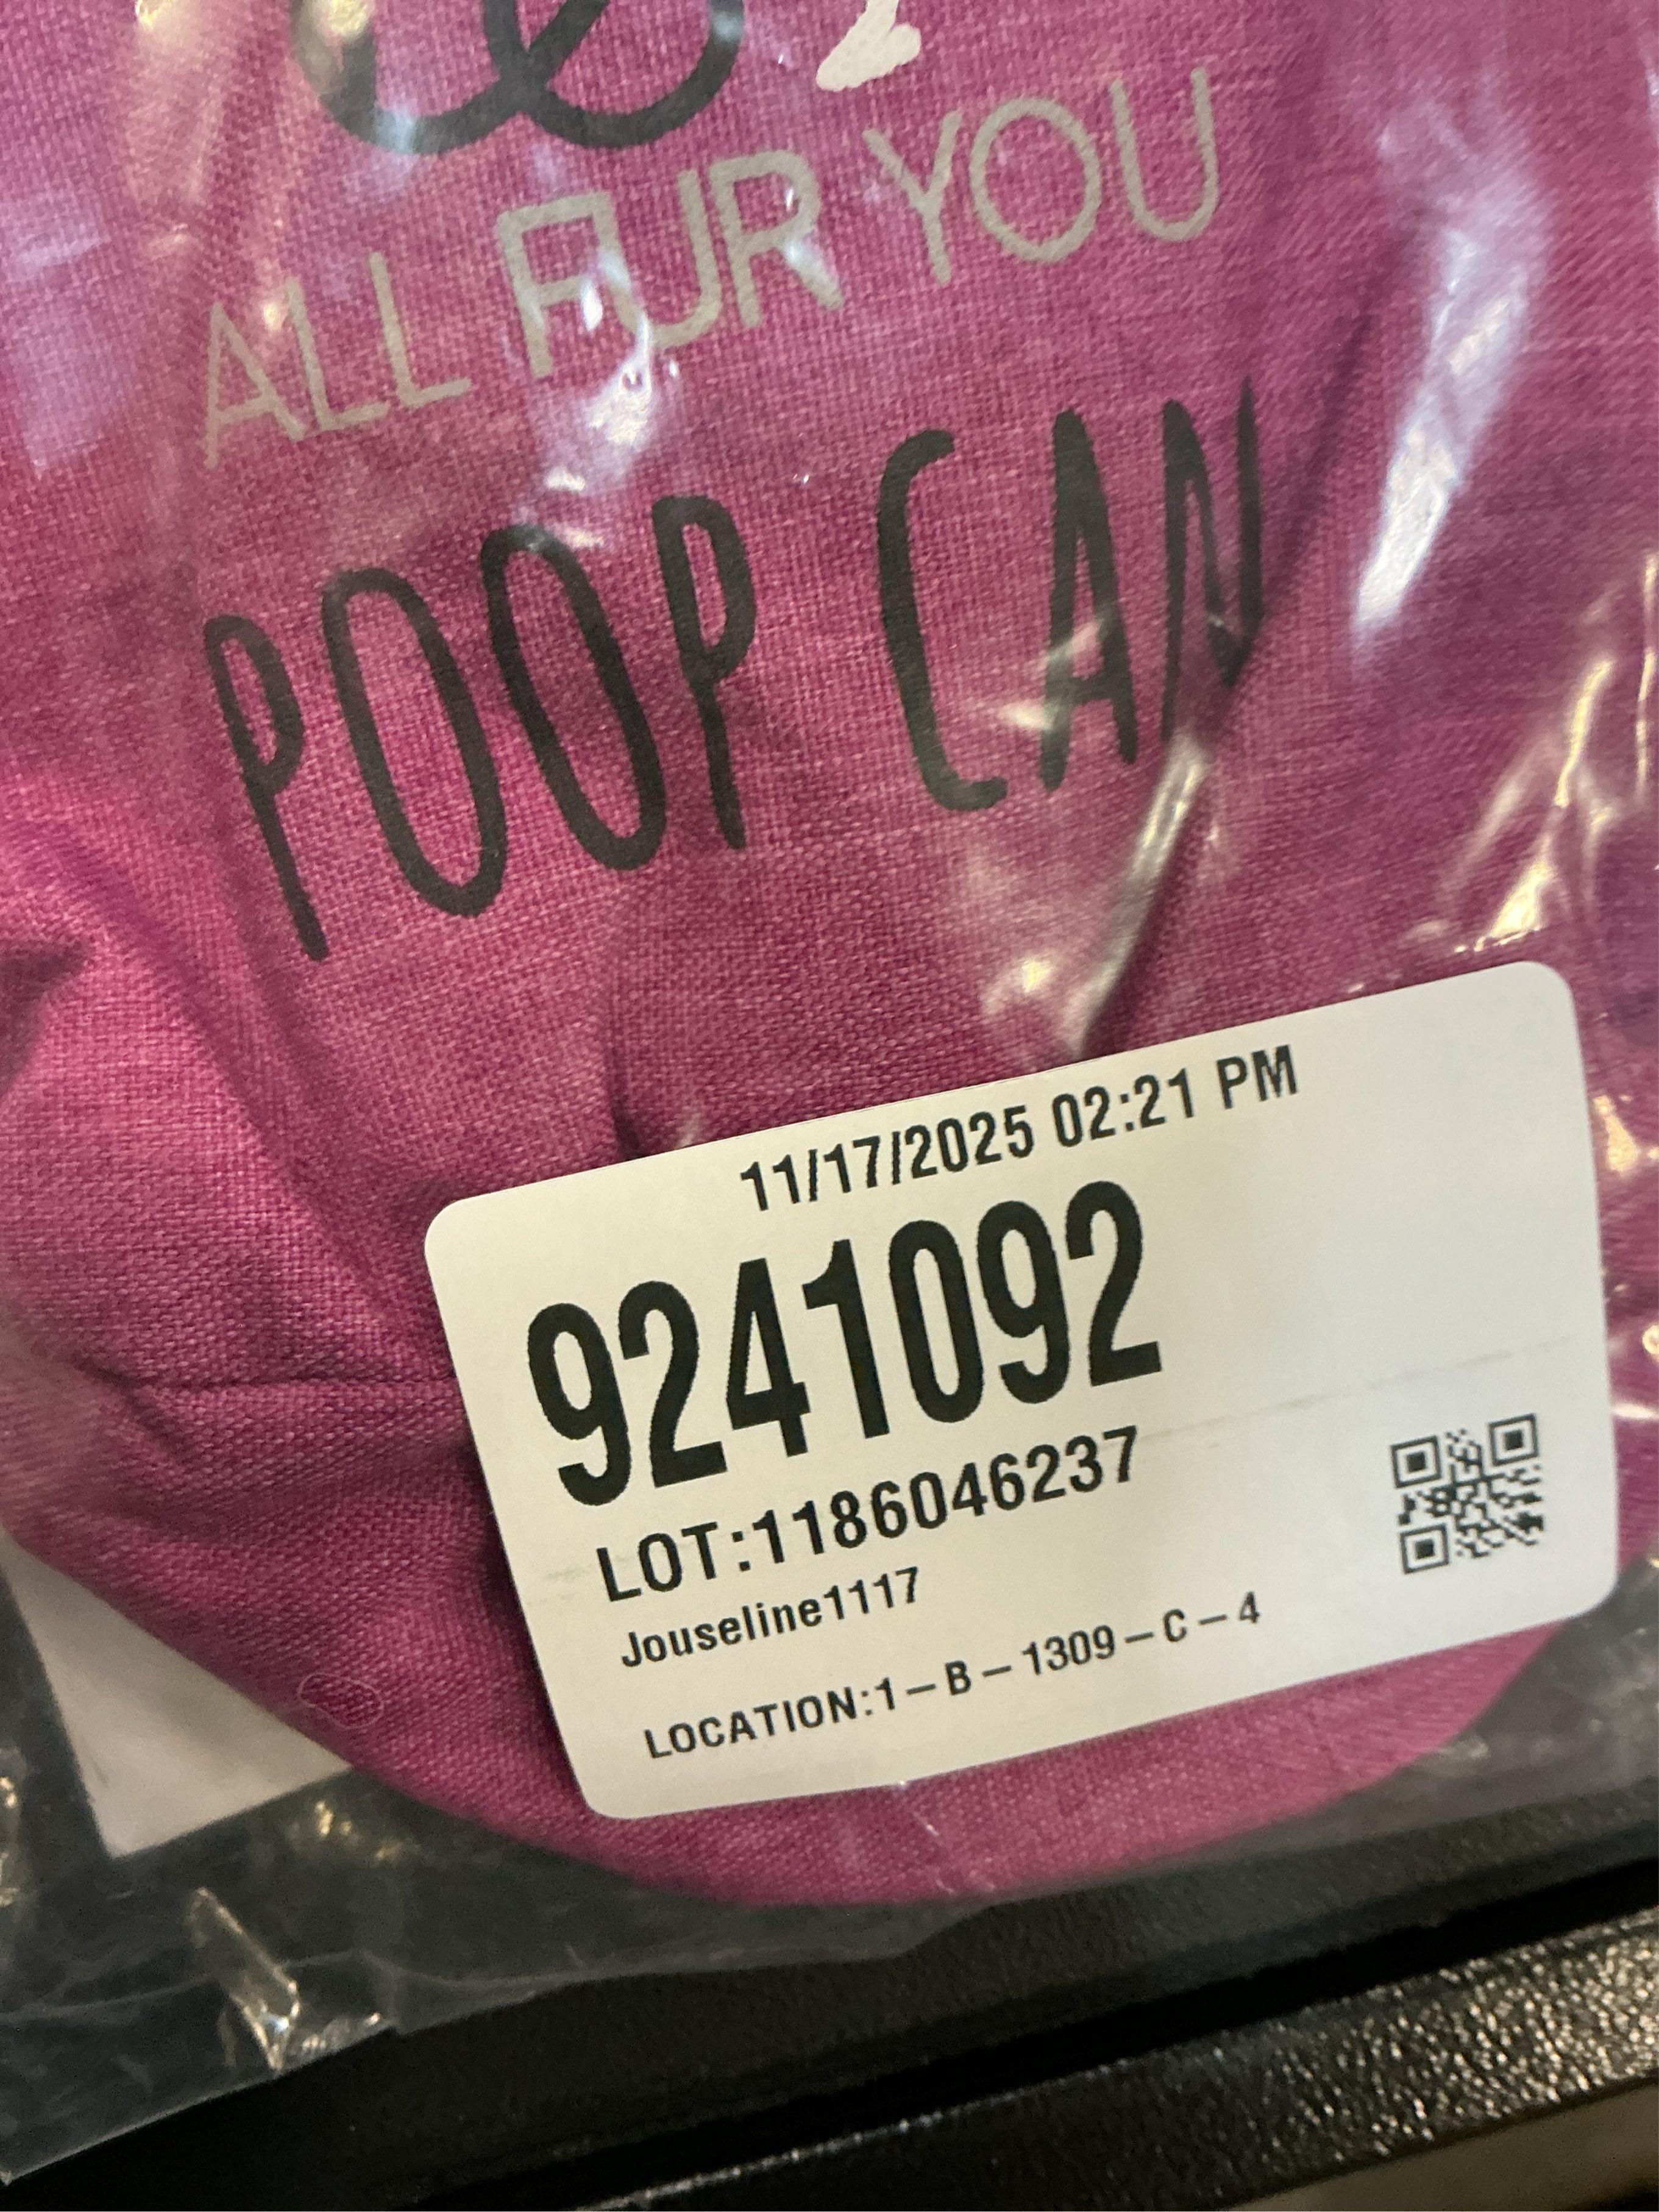 ALL FUR YOU
POOP CAN
11/17/2025 02:21 PM
9241092
LOT:1186046237
Jouseline1117
LOCATION:1-B-1309-C-4